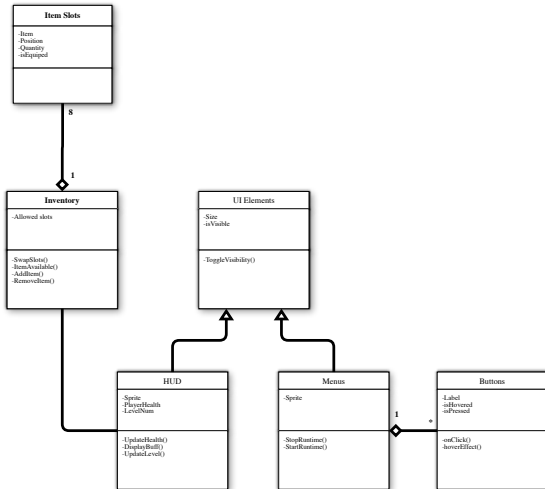 Item Slots
-Item
-Position
-Quantity
-isEquiped
8
1
Inventory
-Allowed slots
-SwapSlots()
-ItemAvailable()
-AddItem()
-RemoveItem()
UI Elements
-Size
-isVisible
-ToggleVisibility()
HUD
-Sprite
-PlayerHealth
-LevelNum
-UpdateHealth()
-DisplayBuff()
-UpdateLevel()
Menus
-Sprite
-StopRuntime()
-StartRuntime()
1
*
Buttons
-Label
-isHovered
-isPressed
-onClick()
-hoverEffect()